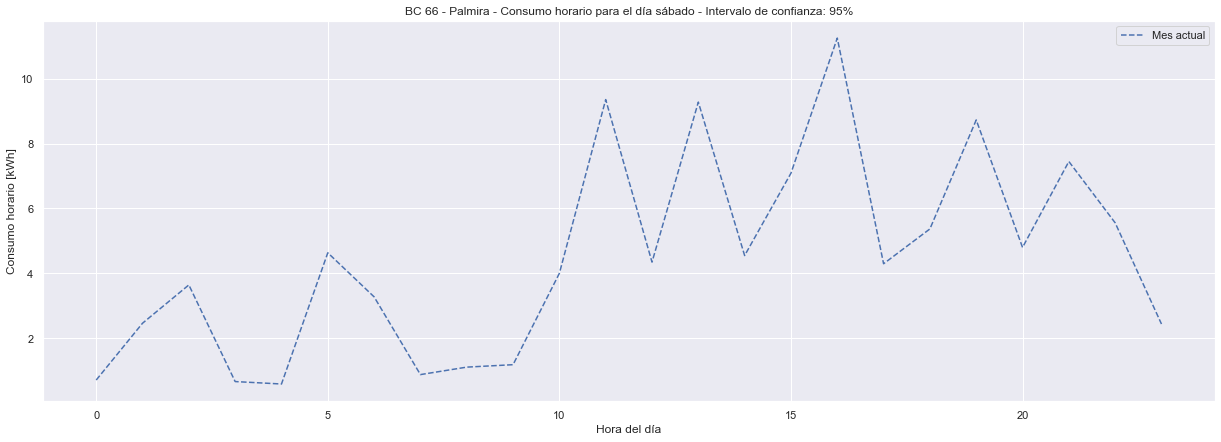 BC 66 - Palmira - Consumo horario para el día sábado - Intervalo de confianza: 95%
Mes actual
Consumo horario [kWh]
10
8
6
4
2
0
5
10
15
20
Hora del día